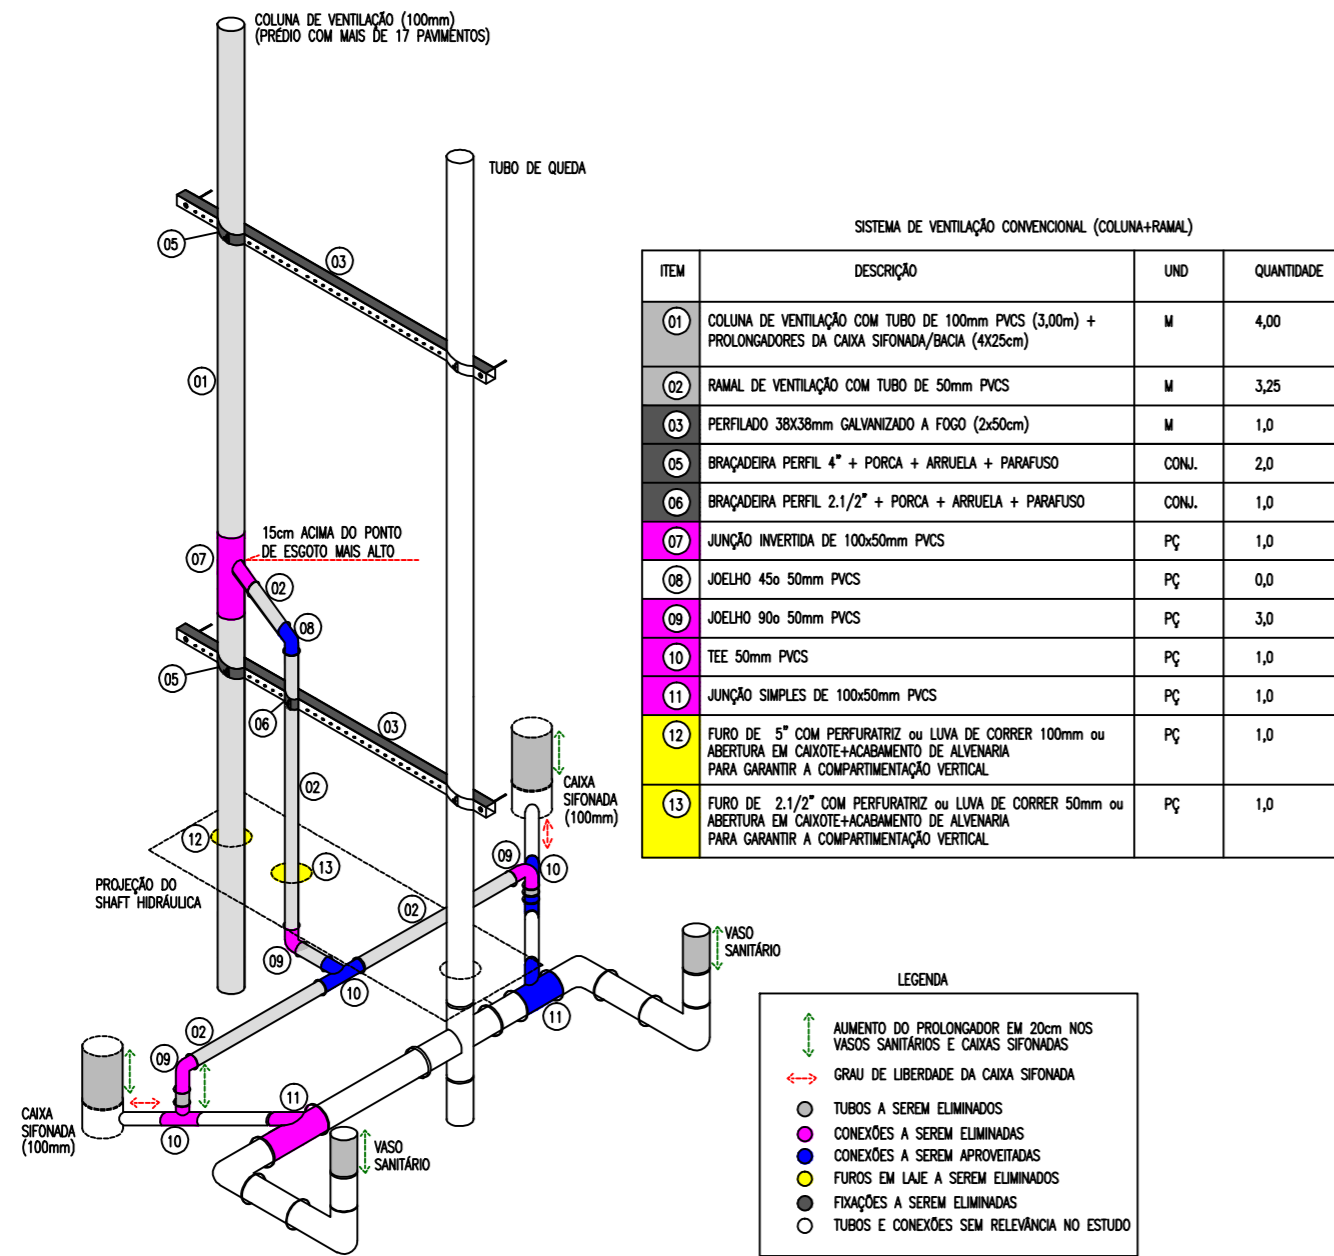 COLUNA DE VENTILAÇÃO (100mm)
(PRÉDIO COM MAIS DE 17 PAVIMENTOS)
TUBO DE QUEDA
05
03
01
15cm ACIMA DO PONTO
DE ESGOTO MAIS ALTO
07
02
08
05
06
03
02
CAIXA
SIFONADA
(100mm)
12
13
09
10
PROJEÇÃO DO
SHAFT HIDRÁULICA
02
09
10
VASO
SANITÁRIO
11
02
09
11
CAIXA
SIFONADA
(100mm)
10
VASO
SANITÁRIO
SISTEMA DE VENTILAÇÃO CONVENCIONAL (COLUNA+RAMAL)
ITEM DESCRIÇÃO UND QUANTIDADE
01 COLUNA DE VENTILAÇÃO COM TUBO DE 100mm PVCS (3,00m) + M 4,00
PROLONGADORES DA CAIXA SIFONADA/BACIA (4X25cm)
02 RAMAL DE VENTILAÇÃO COM TUBO DE 50mm PVCS M 3,25
03 PERFILADO 38X38mm GALVANIZADO A FOGO (2x50cm) M 1,0
05 BRAÇADEIRA PERFIL 4" + PORCA + ARRUELA + PARAFUSO CONJ. 2,0
06 BRAÇADEIRA PERFIL 2.1/2" + PORCA + ARRUELA + PARAFUSO CONJ. 1,0
07 JUNÇÃO INVERTIDA DE 100x50mm PVCS PÇ 1,0
08 JOELHO 45o 50mm PVCS PÇ 0,0
09 JOELHO 90o 50mm PVCS PÇ 3,0
10 TEE 50mm PVCS PÇ 1,0
11 JUNÇÃO SIMPLES DE 100x50mm PVCS PÇ 1,0
12 FURO DE 5" COM PERFURATRIZ ou LUVA DE CORRER 100mm ou PÇ 1,0
ABERTURA EM CAIXOTE+ACABAMENTO DE ALVENARIA
PARA GARANTIR A COMPARTIMENTAÇÃO VERTICAL
13 FURO DE 2.1/2" COM PERFURATRIZ ou LUVA DE CORRER 50mm ou PÇ 1,0
ABERTURA EM CAIXOTE+ACABAMENTO DE ALVENARIA
PARA GARANTIR A COMPARTIMENTAÇÃO VERTICAL
LEGENDA
AUMENTO DO PROLONGADOR EM 20cm NOS
VASOS SANITÁRIOS E CAIXAS SIFONADAS
GRAU DE LIBERDADE DA CAIXA SIFONADA
TUBOS A SEREM ELIMINADOS
CONEXÕES A SEREM ELIMINADAS
CONEXÕES A SEREM APROVEITADAS
FUROS EM LAJE A SEREM ELIMINADOS
FIXAÇÕES A SEREM ELIMINADAS
TUBOS E CONEXÕES SEM RELEVÂNCIA NO ESTUDO